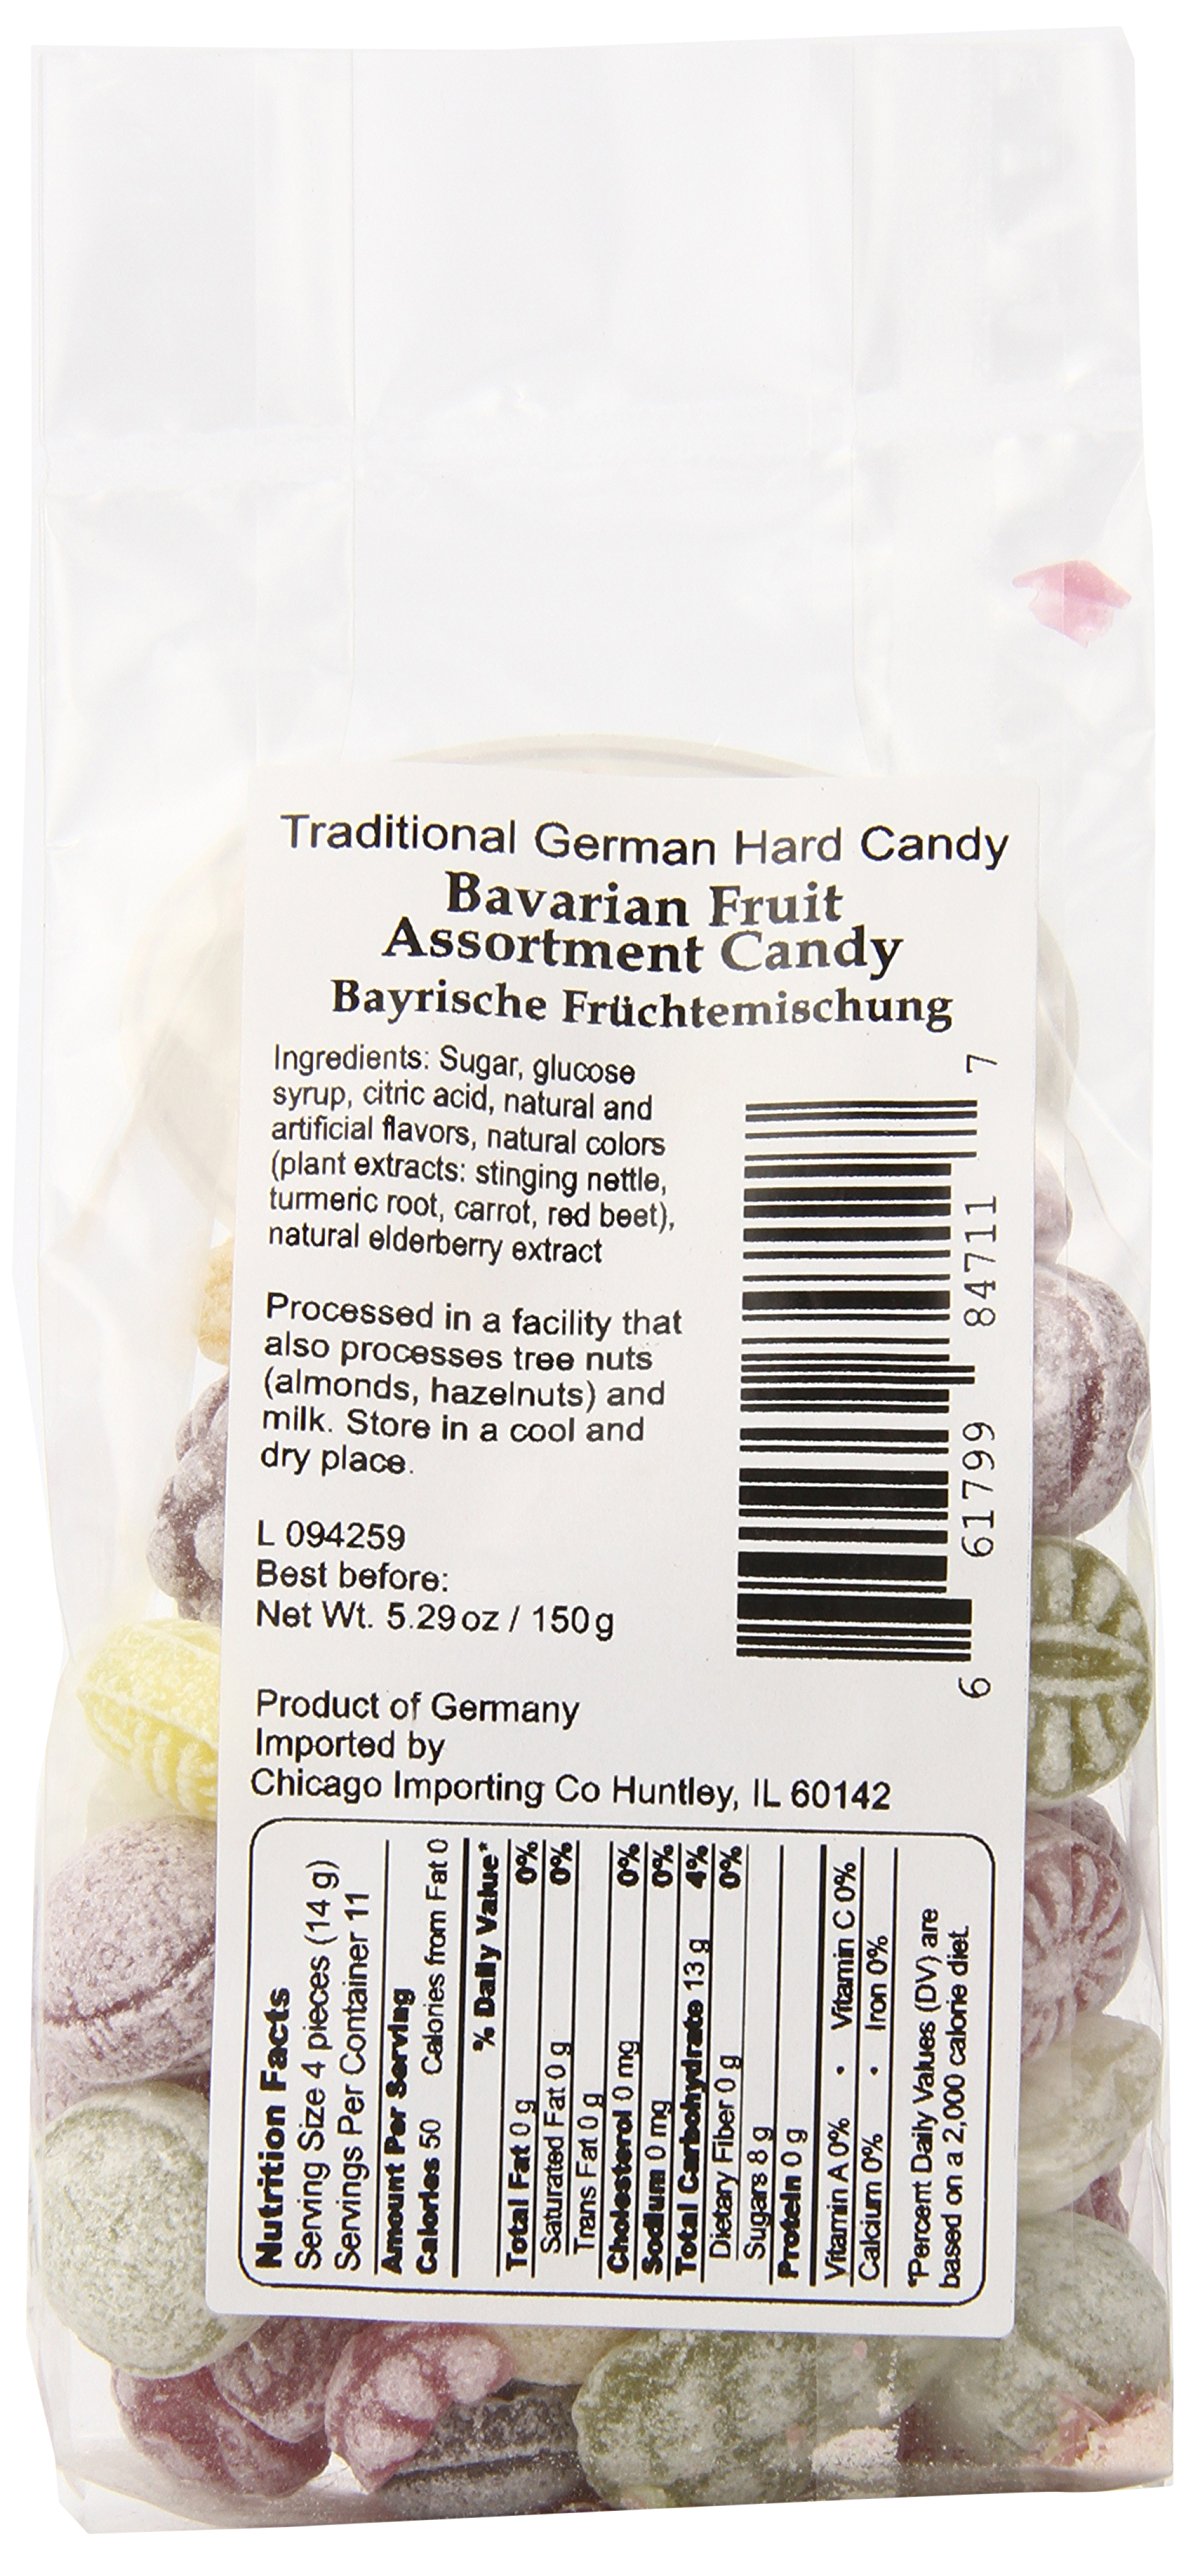 Traditional German Hard Candy
Bavarian Fruit
Assortment Candy
Bayrische Früchtemischung
Ingredients: Sugar, glucose
syrup, citric acid, natural and
artificial flavors, natural colors
(plant extracts: stinging nettle,
turmeric root, carrot, red beet),
natural elderberry extract
Processed in a facility that
also processes tree nuts
(almonds, hazelnuts) and
milk. Store in a cool and
dry place.
L 094259
Best before:
Net Wt. 5.29 oz / 150 g
6 61799 84711 7
Product of Germany
Imported by
Chicago Importing Co Huntley, IL 60142
Nutrition Facts
Serving Size 4 pieces (14 g)
Servings Per Container 11
Amount Per Serving
Calories 50 Calories from Fat 0
% Daily Value*
Total Fat 0 g 0%
Saturated Fat 0 g 0%
Trans Fat 0 g
Cholesterol 0 mg 0%
Sodium 0 mg 0%
Total Carbohydrate 13 g 4%
Dietary Fiber 0 g 0%
Sugars 8 g
Protein 0 g
Vitamin A 0% • Vitamin C 0%
Calcium 0% • Iron 0%
*Percent Daily Values (DV) are
based on a 2,000 calorie diet.